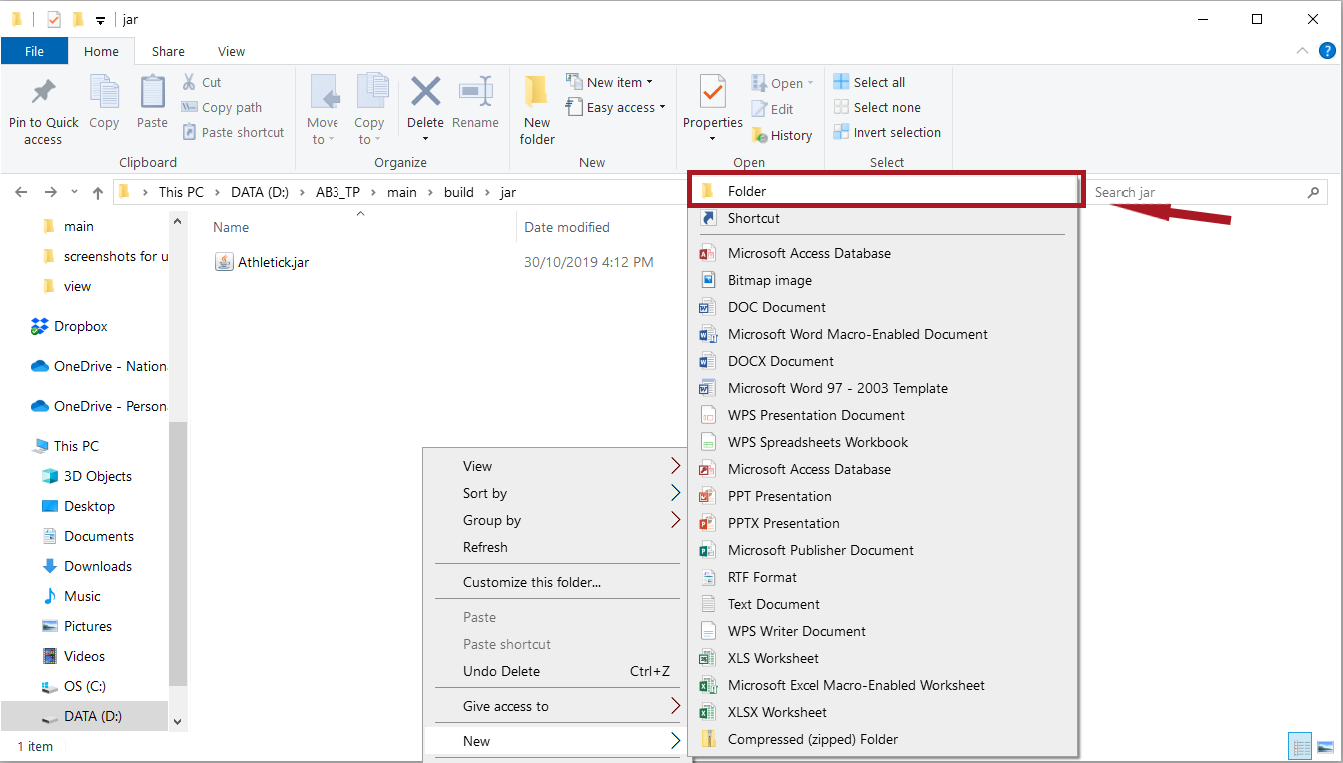 jar
File Home Share View
Pin to Quick access
Copy
Paste
Cut
Copy path
Paste shortcut
Clipboard
Move to
Copy to
Delete
Rename
Organize
New folder
New item
Easy access
New
Properties
Open
Edit
History
Open
Select all
Select none
Invert selection
Select
This PC DATA (D:) AB3_TP main build jar
Search jar
main
screenshots for u
view
Dropbox
OneDrive - Nation
OneDrive - Person
This PC
3D Objects
Desktop
Documents
Downloads
Music
Pictures
Videos
OS (C:)
DATA (D:)
Name Date modified
Athletick.jar 30/10/2019 4:12 PM
View
Sort by
Group by
Refresh
Customize this folder...
Paste
Paste shortcut
Undo Delete Ctrl+Z
Give access to
New
Folder
Shortcut
Microsoft Access Database
Bitmap image
DOC Document
Microsoft Word Macro-Enabled Document
DOCX Document
Microsoft Word 97 - 2003 Template
WPS Presentation Document
WPS Spreadsheets Workbook
Microsoft Access Database
PPT Presentation
PPTX Presentation
Microsoft Publisher Document
RTF Format
Text Document
WPS Writer Document
XLS Worksheet
Microsoft Excel Macro-Enabled Worksheet
XLSX Worksheet
Compressed (zipped) Folder
1 item